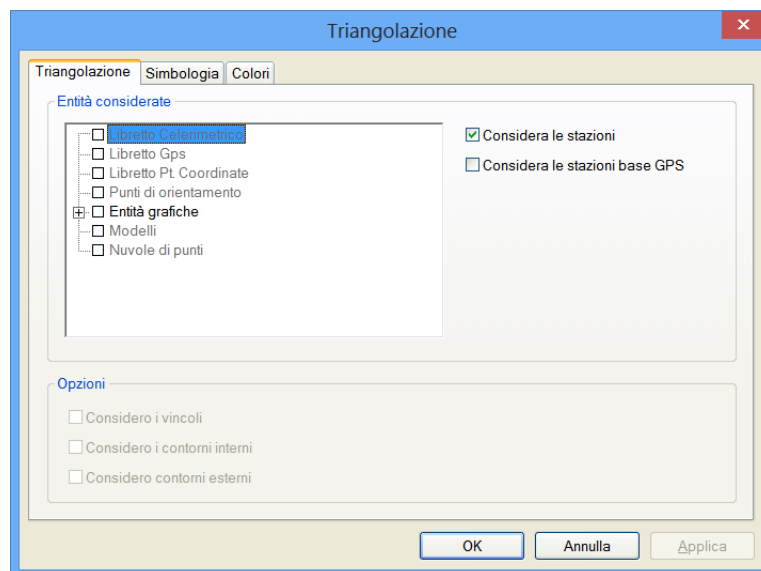 Triangolazione
Triangolazione Simbologia Colori
Entità considerate
Libretto Celerimetrico
Libretto Gps
Libretto Pt. Coordinate
Punti di orientamento
Entità grafiche
Modelli
Nuvole di punti
Considera le stazioni
Considera le stazioni base GPS
Opzioni
Considero i vincoli
Considero i contorni interni
Considero contorni esterni
OK Annulla Applica